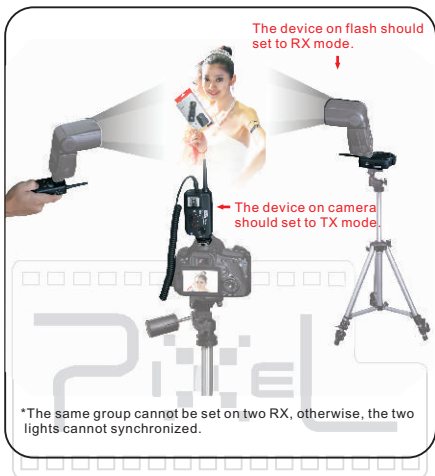 The device on flash should
set to RX mode.
The device on camera
should set to TX mode.
PixEL
*The same group cannot be set on two RX, otherwise, the two
lights cannot synchronized.